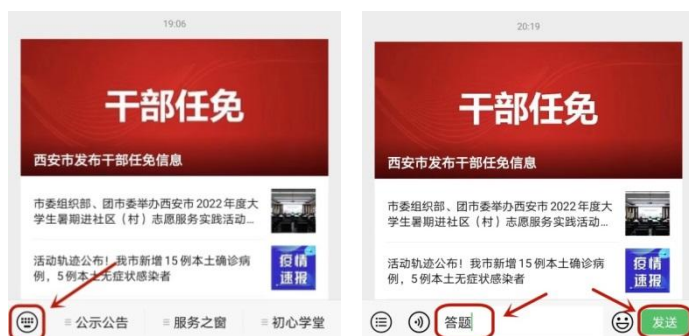 19:06
干部任免
西安市发布干部任免信息
市委组织部、团市委举办西安市2022年度大
学生暑期进社区（村）志愿服务实践活动...
活动轨迹公布！我市新增15例本土确诊病
例，5例本土无症状感染者
疫情
速报
公示公告
服务之窗
初心学堂
20:19
干部任免
西安市发布干部任免信息
市委组织部、团市委举办西安市2022年度大
学生暑期进社区（村）志愿服务实践活动...
活动轨迹公布！我市新增15例本土确诊病
例，5例本土无症状感染者
疫情
速报
答题
发送